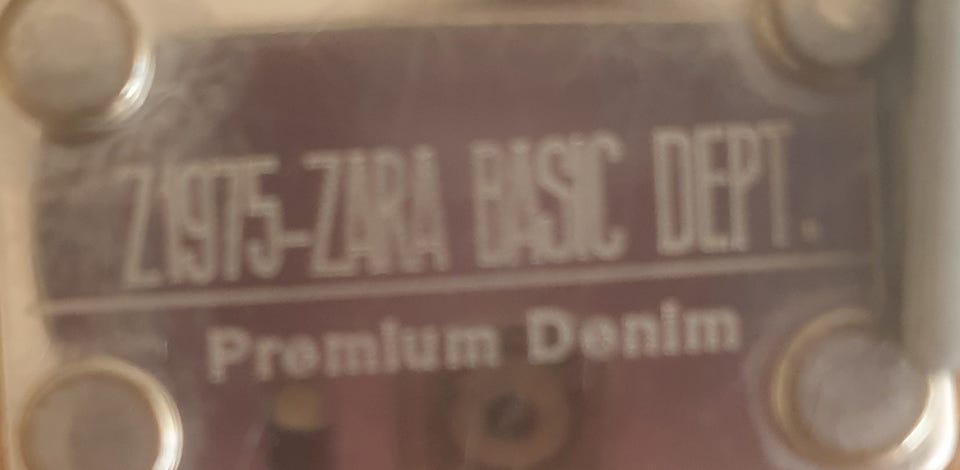 Z1975-ZARA BASIC DEPT.
Premium Denim